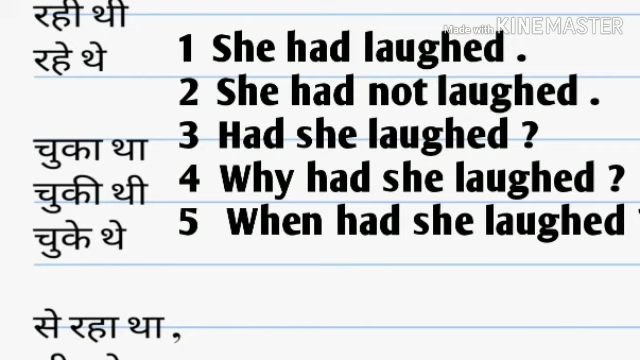 Made with KINEMASTER
रही थी
रहे थे
1 She had laughed .
2 She had not laughed .
चुका था
3 Had she laughed ?
चुकी थी
4 Why had she laughed ?
चुके थे
5 When had she laughed
से रहा था ,